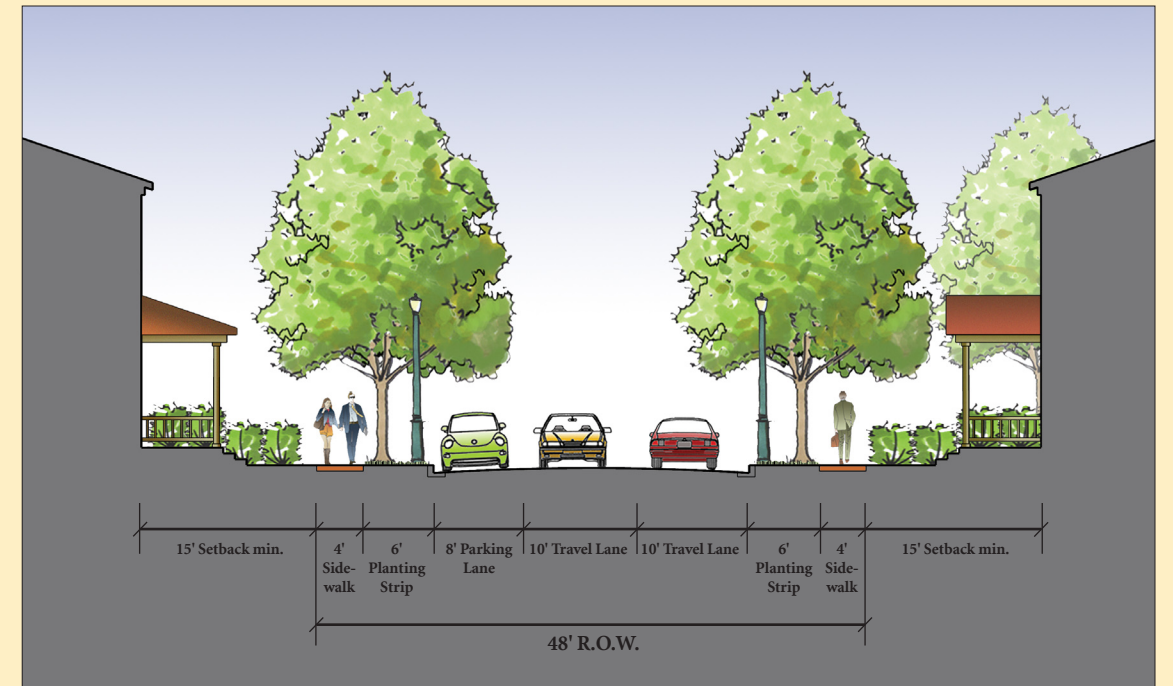 15' Setback min.
4'
Side-
walk
6'
Planting
Strip
8' Parking
Lane
10' Travel Lane
10' Travel Lane
6'
Planting
Strip
4'
Side-
walk
15' Setback min.
48' R.O.W.